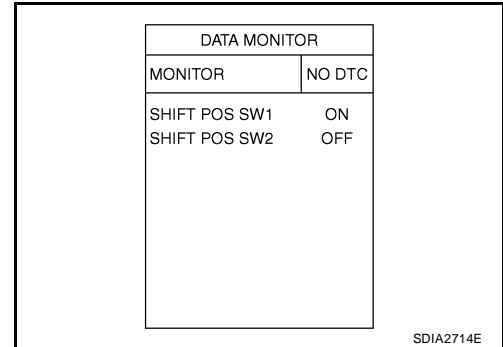 DATA MONITOR
MONITOR NO DTC
SHIFT POS SW1 ON
SHIFT POS SW2 OFF
SDIA2714E